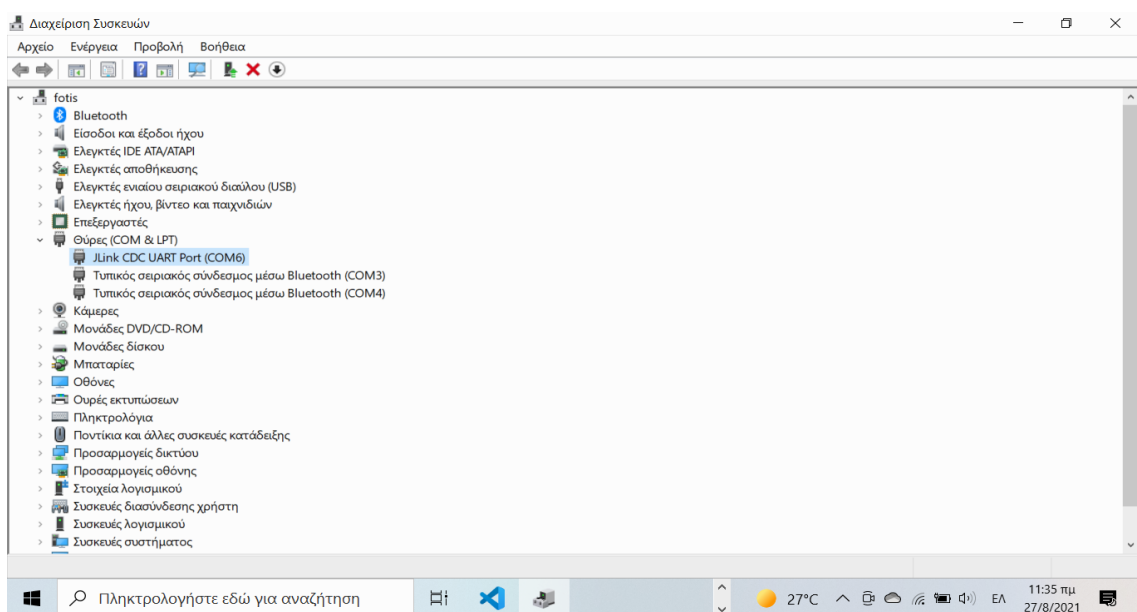 Διαχείριση Συσκευών
Αρχείο Ενέργεια Προβολή Βοήθεια
fotis
Bluetooth
Είσοδοι και έξοδοι ήχου
Ελεγκτές IDE ATA/ATAPI
Ελεγκτές αποθήκευσης
Ελεγκτές ενιαίου σειριακού διαύλου (USB)
Ελεγκτές ήχου, βίντεο και παιχνιδιών
Επεξεργαστές
Θύρες (COM & LPT)
JLink CDC UART Port (COM6)
Τυπικός σειριακός σύνδεσμος μέσω Bluetooth (COM3)
Τυπικός σειριακός σύνδεσμος μέσω Bluetooth (COM4)
Κάμερες
Μονάδες DVD/CD-ROM
Μονάδες δίσκου
Μπαταρίες
Οθόνες
Ουρές εκτυπώσεων
Πληκτρολόγια
Ποντίκια και άλλες συσκευές κατάδειξης
Προσαρμογείς δικτύου
Προσαρμογείς οθόνης
Στοιχεία λογισμικού
Συσκευές διασύνδεσης χρήστη
Συσκευές λογισμικού
Συσκευές συστήματος
Πληκτρολογήστε εδώ για αναζήτηση
27°C
ΕΛ
11:35 πμ
27/8/2021